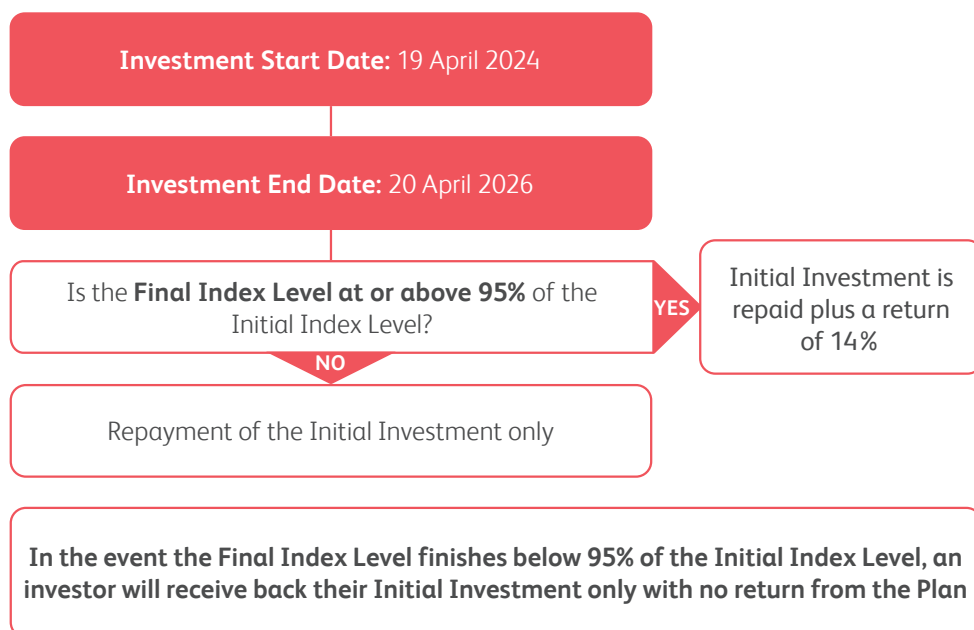 Investment Start Date: 19 April 2024
Investment End Date: 20 April 2026
Is the Final Index Level at or above 95% of the
Initial Index Level?
YES
Initial Investment is
repaid plus a return
of 14%
NO
Repayment of the Initial Investment only
In the event the Final Index Level finishes below 95% of the Initial Index Level, an
investor will receive back their Initial Investment only with no return from the Plan